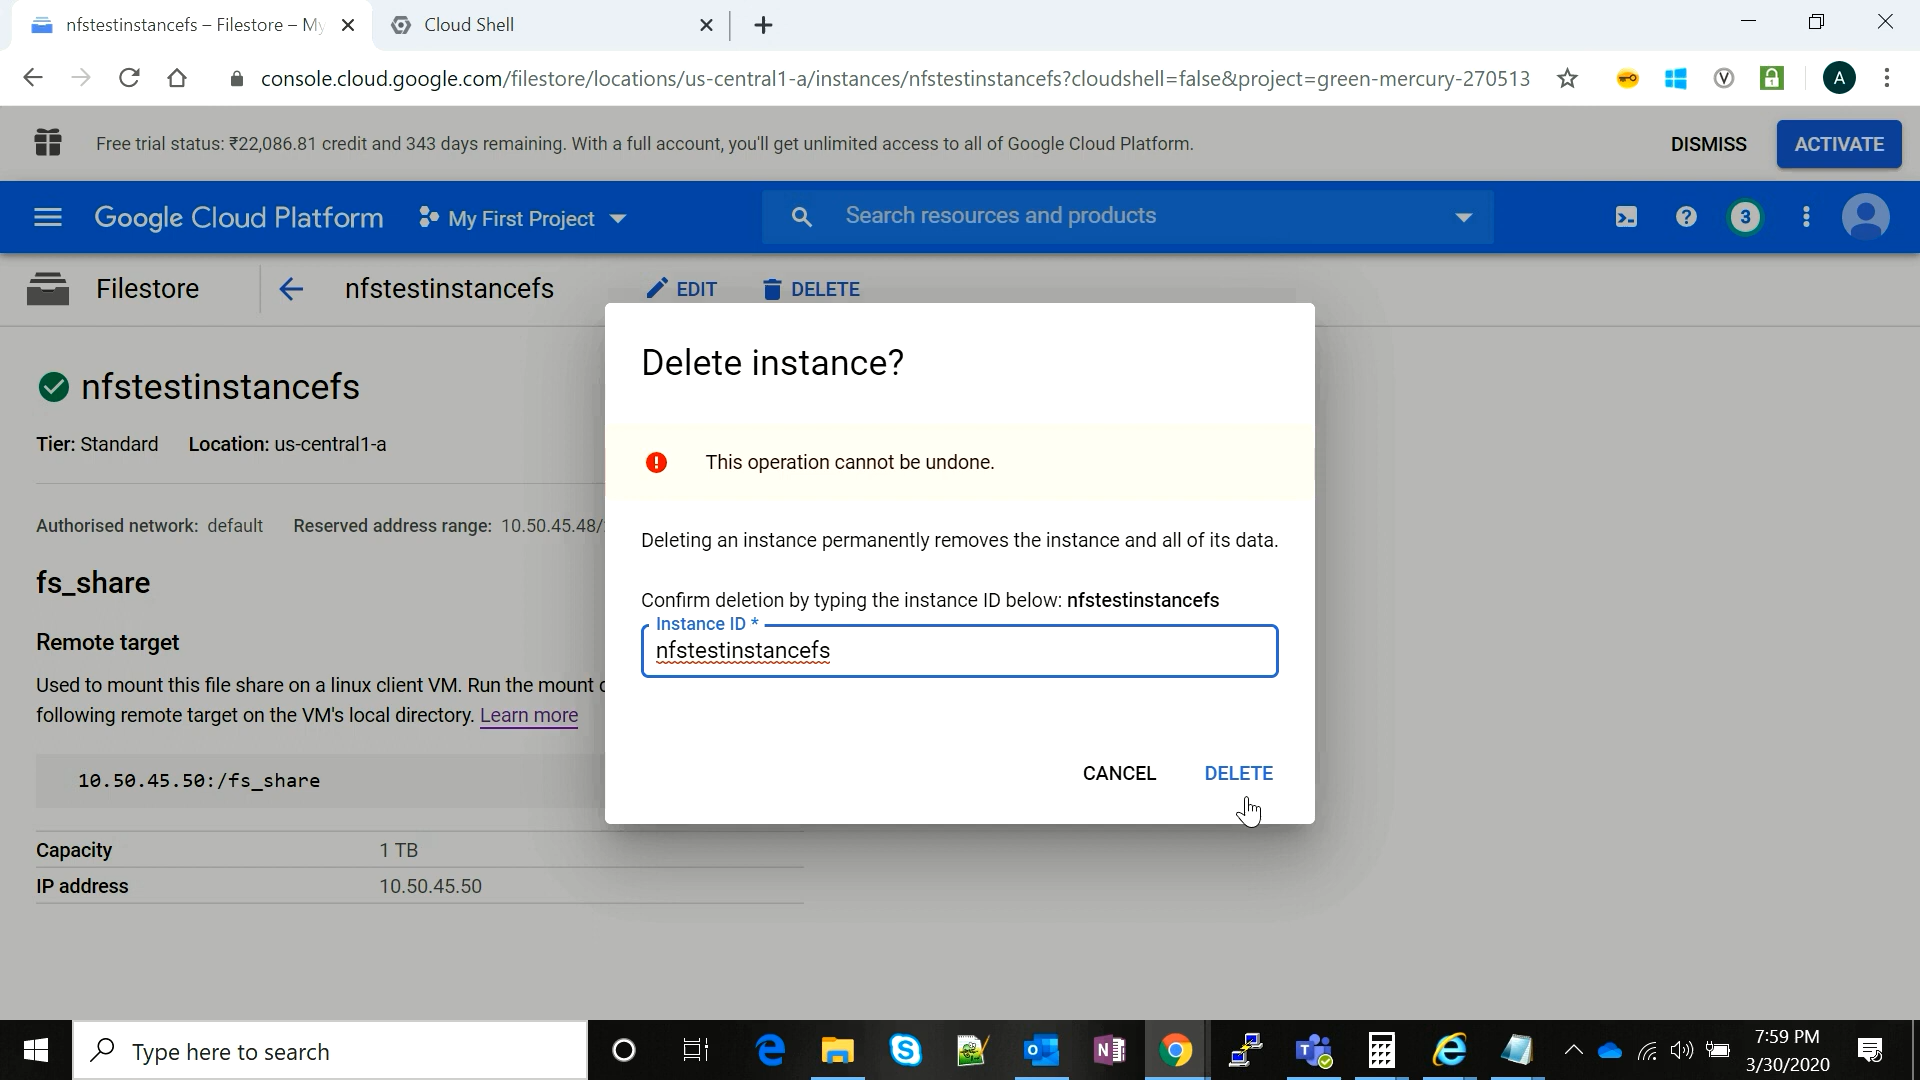 nfstestinstancefs – Filestore – My
Cloud Shell
console.cloud.google.com/filestore/locations/us-central1-a/instances/nfstestinstancefs?cloudshell=false&project=green-mercury-270513
A
Free trial status: ₹22,086.81 credit and 343 days remaining. With a full account, you'll get unlimited access to all of Google Cloud Platform.
DISMISS
ACTIVATE
Google Cloud Platform
My First Project
Search resources and products
3
Filestore
nfstestinstancefs
EDIT
DELETE
nfstestinstancefs
Tier: Standard Location: us-central1-a
Authorised network: default Reserved address range: 10.50.45.48/
fs_share
Remote target
Used to mount this file share on a linux client VM. Run the mount
following remote target on the VM's local directory. Learn more
10.50.45.50:/fs_share
Capacity 1 TB
IP address 10.50.45.50
Delete instance?
This operation cannot be undone.
Deleting an instance permanently removes the instance and all of its data.
Confirm deletion by typing the instance ID below: nfstestinstancefs
Instance ID *
nfstestinstancefs
CANCEL
DELETE
Type here to search
7:59 PM
3/30/2020